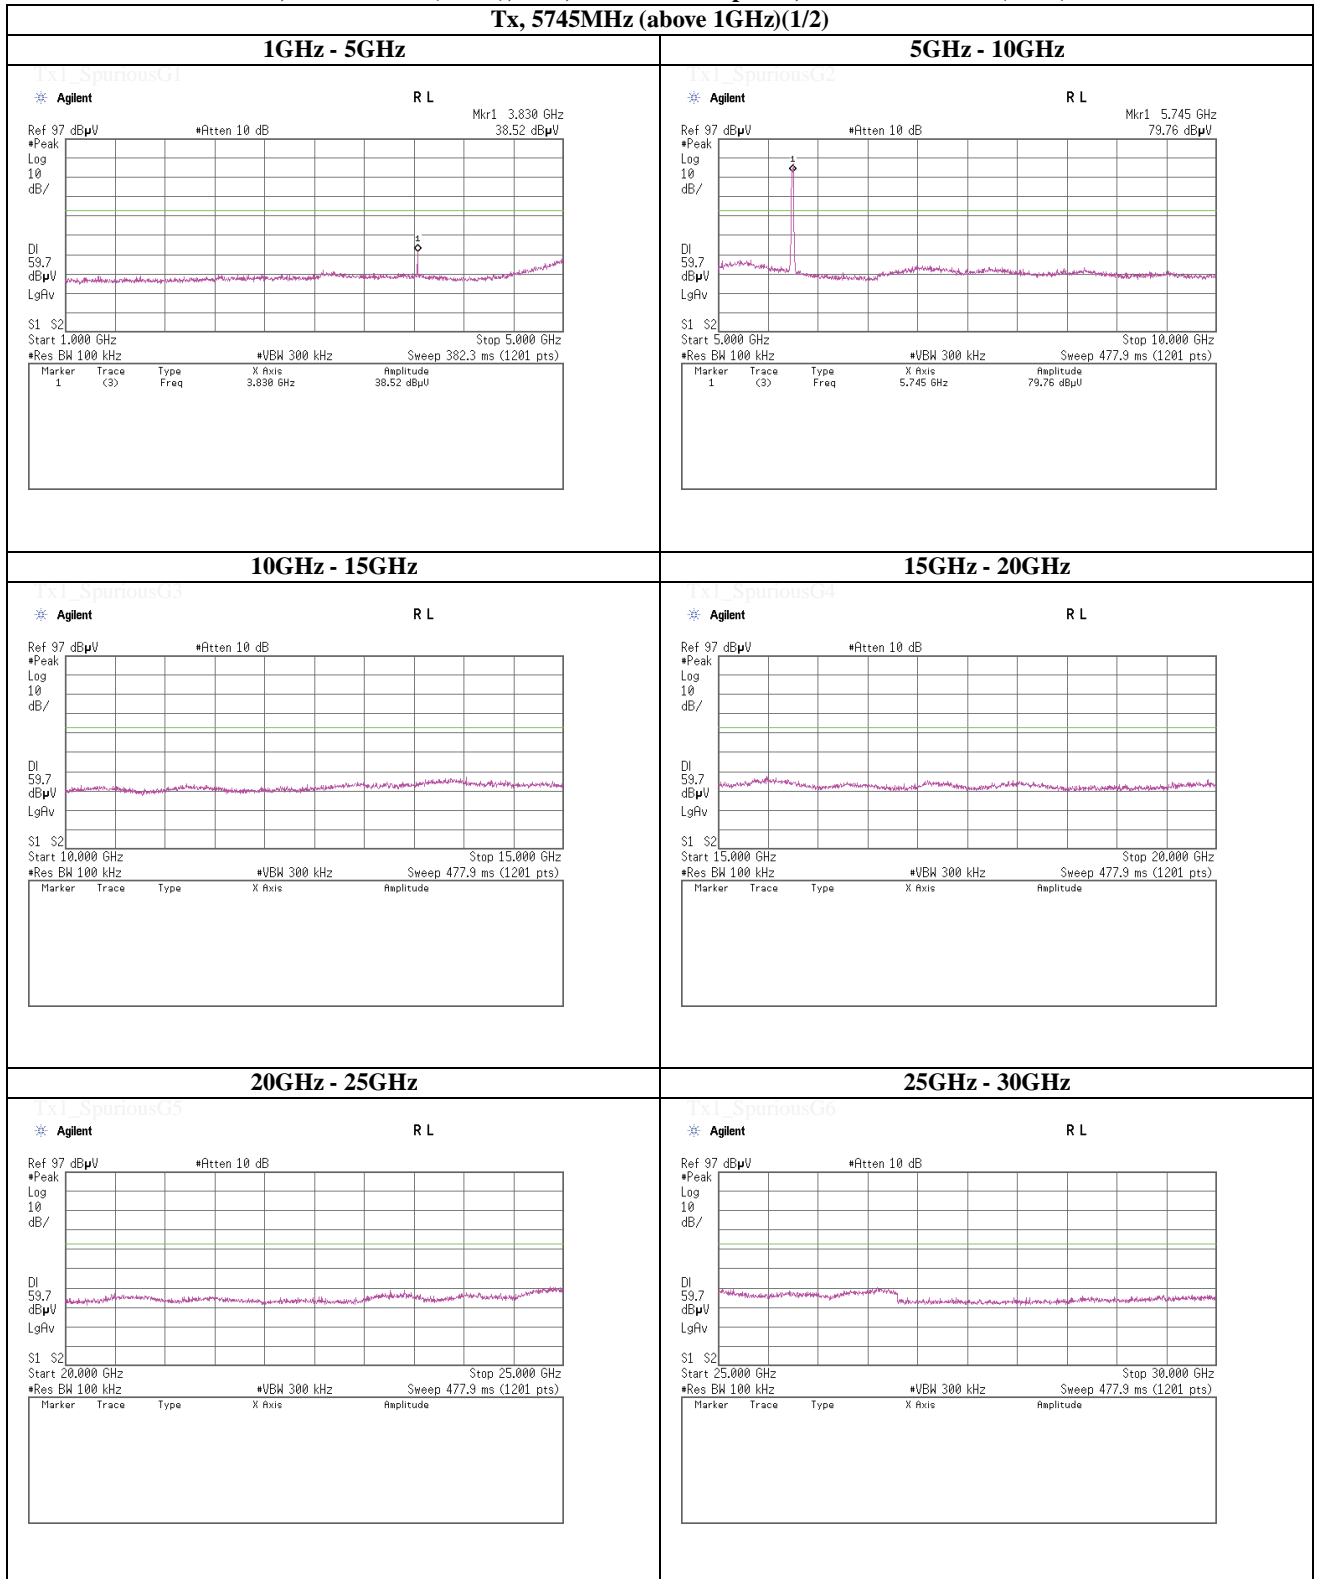 Tx, 5745MHz (above 1GHz)(1/2)
1GHz - 5GHz
Tx1_SpuriousG1
Agilent
R L
Mkr1 3.830 GHz
Ref 97 dBµV
#Atten 10 dB
38.52 dBµV
#Peak
Log
10
dB/
1
DI
59.7
dBµV
LgAv
S1 S2
Start 1.000 GHz
Stop 5.000 GHz
#Res BW 100 kHz
#VBW 300 kHz
Sweep 382.3 ms (1201 pts)
Marker Trace Type X Axis Amplitude
1 (3) Freq 3.830 GHz 38.52 dBµV
5GHz - 10GHz
Tx1_SpuriousG2
Agilent
R L
Mkr1 5.745 GHz
Ref 97 dBµV
#Atten 10 dB
79.76 dBµV
#Peak
Log
10
dB/
1
DI
59.7
dBµV
LgAv
S1 S2
Start 5.000 GHz
Stop 10.000 GHz
#Res BW 100 kHz
#VBW 300 kHz
Sweep 477.9 ms (1201 pts)
Marker Trace Type X Axis Amplitude
1 (3) Freq 5.745 GHz 79.76 dBµV
10GHz - 15GHz
Tx1_SpuriousG3
Agilent
R L
Ref 97 dBµV
#Atten 10 dB
#Peak
Log
10
dB/
DI
59.7
dBµV
LgAv
S1 S2
Start 10.000 GHz
Stop 15.000 GHz
#Res BW 100 kHz
#VBW 300 kHz
Sweep 477.9 ms (1201 pts)
Marker Trace Type X Axis Amplitude
15GHz - 20GHz
Tx1_SpuriousG4
Agilent
R L
Ref 97 dBµV
#Atten 10 dB
#Peak
Log
10
dB/
DI
59.7
dBµV
LgAv
S1 S2
Start 15.000 GHz
Stop 20.000 GHz
#Res BW 100 kHz
#VBW 300 kHz
Sweep 477.9 ms (1201 pts)
Marker Trace Type X Axis Amplitude
20GHz - 25GHz
Tx1_SpuriousG5
Agilent
R L
Ref 97 dBµV
#Atten 10 dB
#Peak
Log
10
dB/
DI
59.7
dBµV
LgAv
S1 S2
Start 20.000 GHz
Stop 25.000 GHz
#Res BW 100 kHz
#VBW 300 kHz
Sweep 477.9 ms (1201 pts)
Marker Trace Type X Axis Amplitude
25GHz - 30GHz
Tx1_SpuriousG6
Agilent
R L
Ref 97 dBµV
#Atten 10 dB
#Peak
Log
10
dB/
DI
59.7
dBµV
LgAv
S1 S2
Start 25.000 GHz
Stop 30.000 GHz
#Res BW 100 kHz
#VBW 300 kHz
Sweep 477.9 ms (1201 pts)
Marker Trace Type X Axis Amplitude